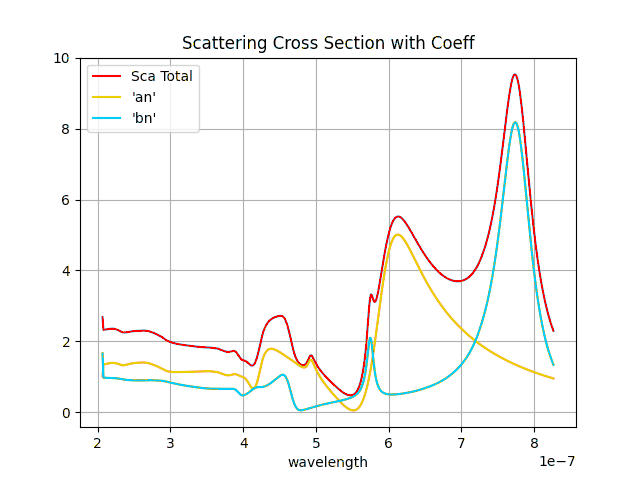 Scattering Cross Section with Coeff
10
8
6
4
2
0
Sca Total
'an'
'bn'
2 3 4 5 6 7 8
1e−7
wavelength